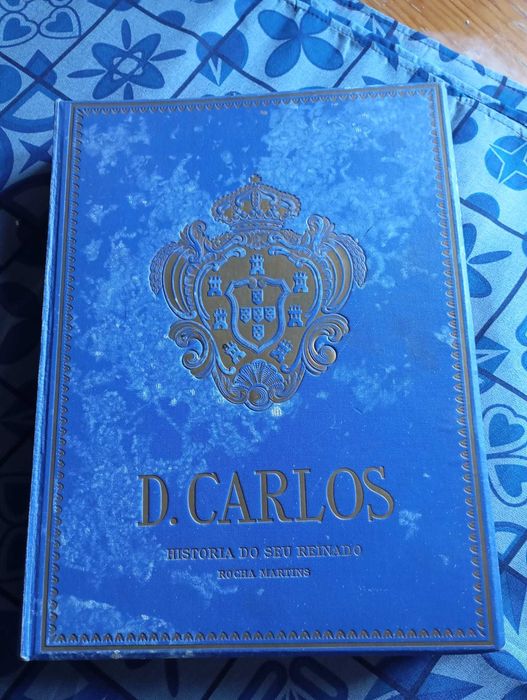 D. CARLOS
HISTORIA DO SEU REINADO
ROCHA MARTINS